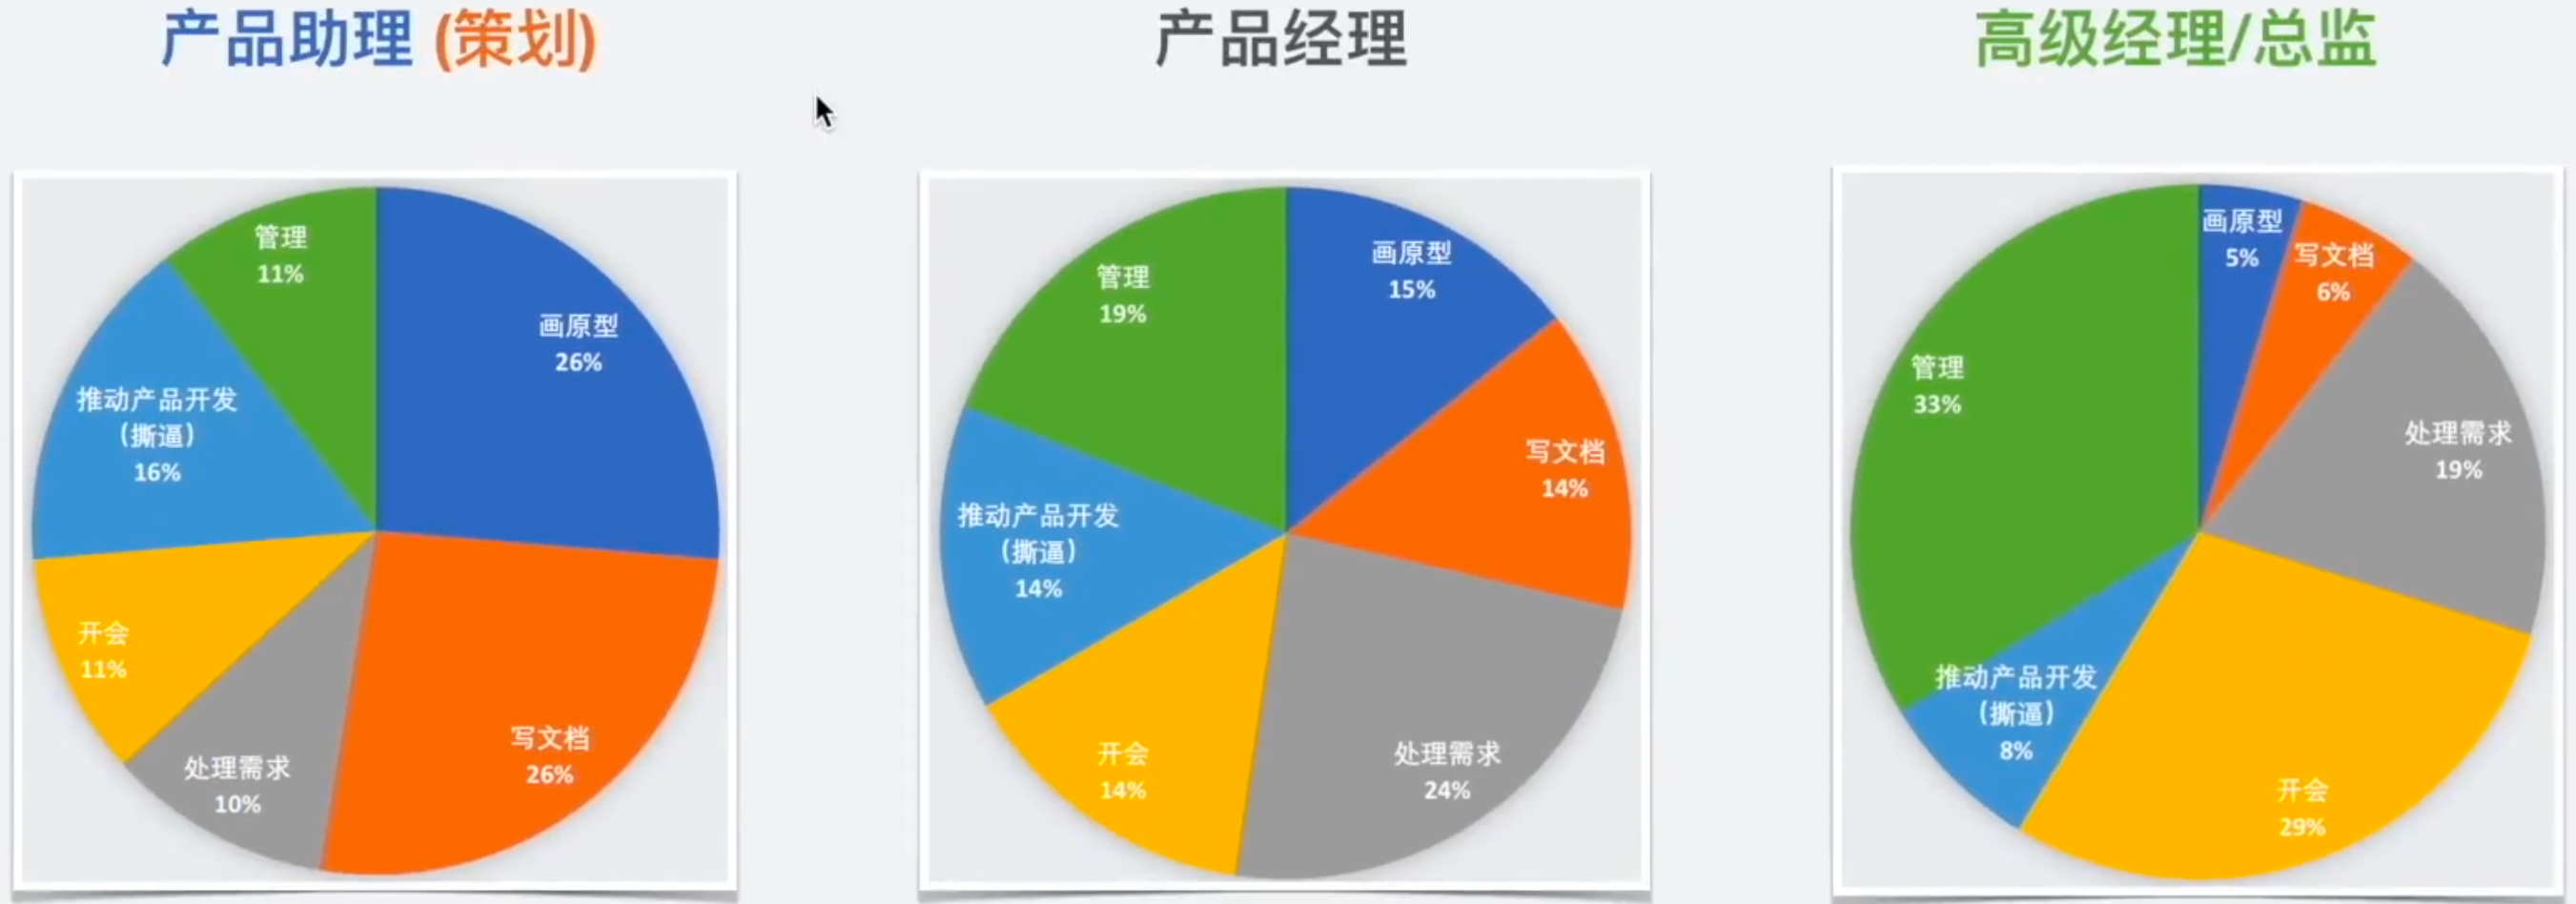 产品助理 (策划)
产品经理
高级经理/总监
管理
11%
画原型
26%
推动产品开发
（撕逼）
16%
开会
11%
处理需求
10%
写文档
26%
管理
19%
画原型
15%
写文档
14%
推动产品开发
（撕逼）
14%
开会
14%
处理需求
24%
画原型
5%
写文档
6%
管理
33%
处理需求
19%
推动产品开发
（撕逼）
8%
开会
29%